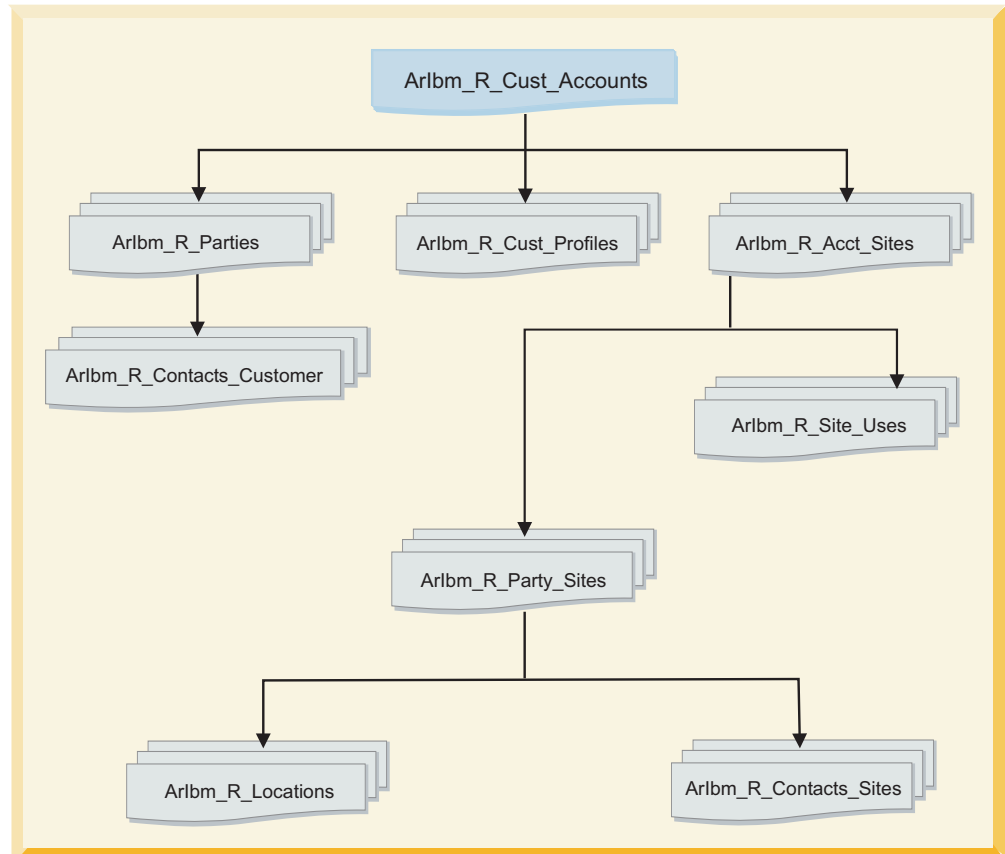 ArIbm_R_Cust_Accounts
ArIbm_R_Parties
ArIbm_R_Cust_Profiles
ArIbm_R_Acct_Sites
ArIbm_R_Contacts_Customer
ArIbm_R_Site_Uses
ArIbm_R_Party_Sites
ArIbm_R_Locations
ArIbm_R_Contacts_Sites